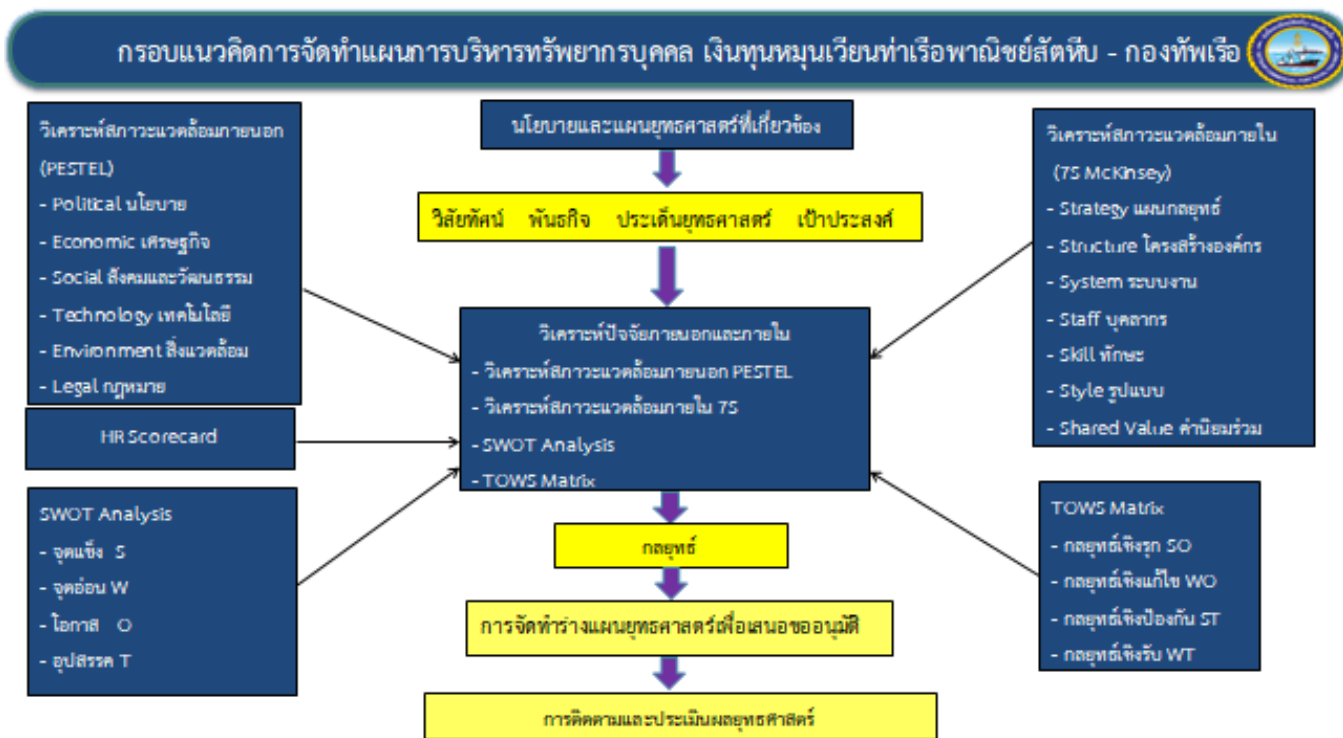 กรอบแนวคิดการจัดทำแผนการบริหารทรัพยากรบุคคล เงินทุนหมุนเวียนท่าเรือพาณิชย์สัตหีบ - กองทัพเรือ
วิเคราะห์สภาวะแวดล้อมภายนอก
(PESTEL)
- Political นโยบาย
- Economic เศรษฐกิจ
- Social สังคมและวัฒนธรรม
- Technology เทคโนโลยี
- Environment สิ่งแวดล้อม
- Legal กฎหมาย
HR Scorecard
SWOT Analysis
- จุดแข็ง S
- จุดอ่อน W
- โอกาส O
- อุปสรรค T
นโยบายและแผนยุทธศาสตร์ที่เกี่ยวข้อง
วิสัยทัศน์ พันธกิจ ประเด็นยุทธศาสตร์ เป้าประสงค์
วิเคราะห์ปัจจัยภายนอกและภายใน
- วิเคราะห์สภาวะแวดล้อมภายนอก PESTEL
- วิเคราะห์สภาวะแวดล้อมภายใน 7S
- SWOT Analysis
- TOWS Matrix
กลยุทธ์
การจัดทำร่างแผนยุทธศาสตร์เพื่อเสนอขออนุมัติ
การติดตามและประเมินผลยุทธศาสตร์
วิเคราะห์สภาวะแวดล้อมภายใน
(7S McKinsey)
- Strategy แผนกลยุทธ์
- Structure โครงสร้างองค์กร
- System ระบบงาน
- Staff บุคลากร
- Skill ทักษะ
- Style รูปแบบ
- Shared Value ค่านิยมร่วม
TOWS Matrix
- กลยุทธ์เชิงรุก SO
- กลยุทธ์เชิงแก้ไข WO
- กลยุทธ์เชิงป้องกัน ST
- กลยุทธ์เชิงรับ WT